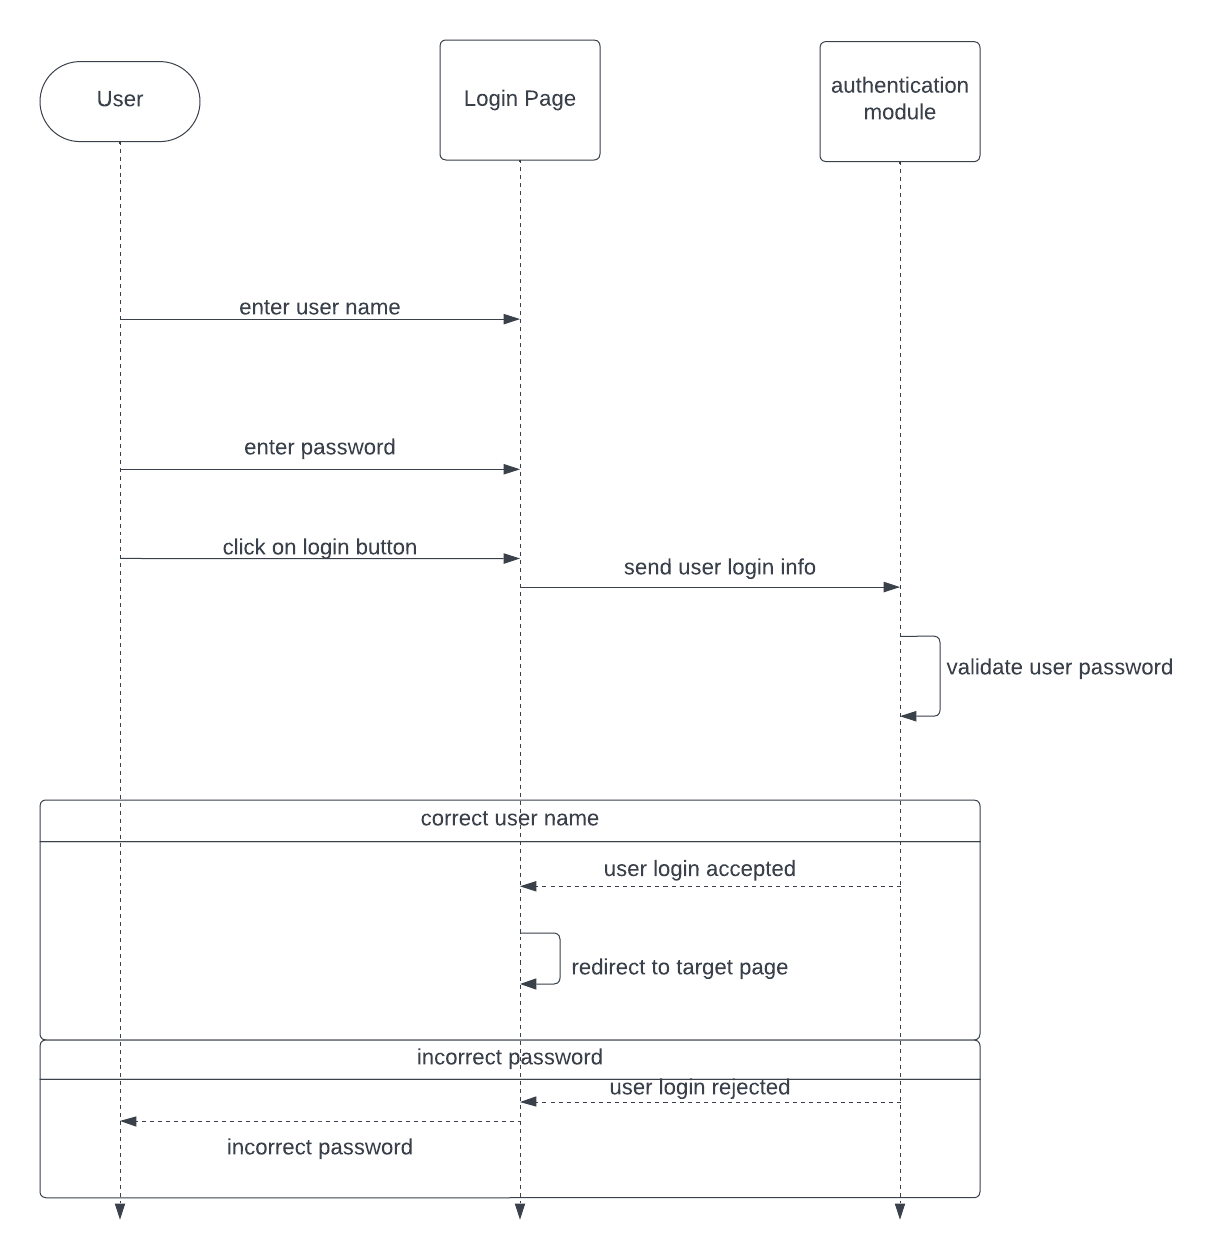 User
Login Page
authentication
module
enter user name
enter password
click on login button
send user login info
validate user password
correct user name
user login accepted
redirect to target page
incorrect password
user login rejected
incorrect password